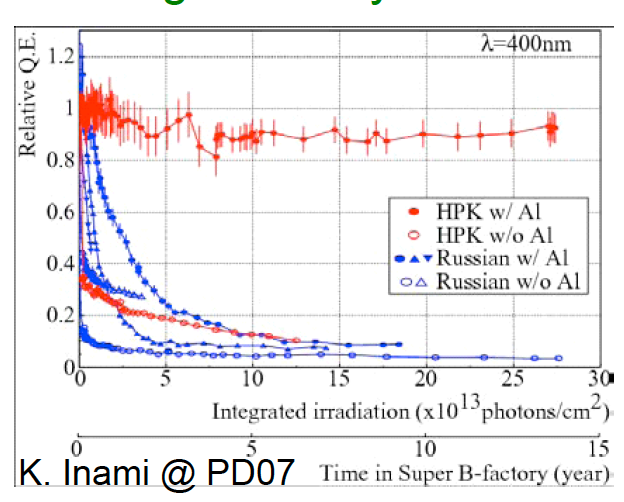 λ=400nm
Relative Q.E.
1.2
1
0.8
0.6
0.4
0.2
0
HPK w/ Al
HPK w/o Al
Russian w/ Al
Russian w/o Al
0 5 10 15 20 25 30
Integrated irradiation (x10¹³photons/cm²)
0 5 10 15
K. Inami @ PD07
Time in Super B-factory (year)